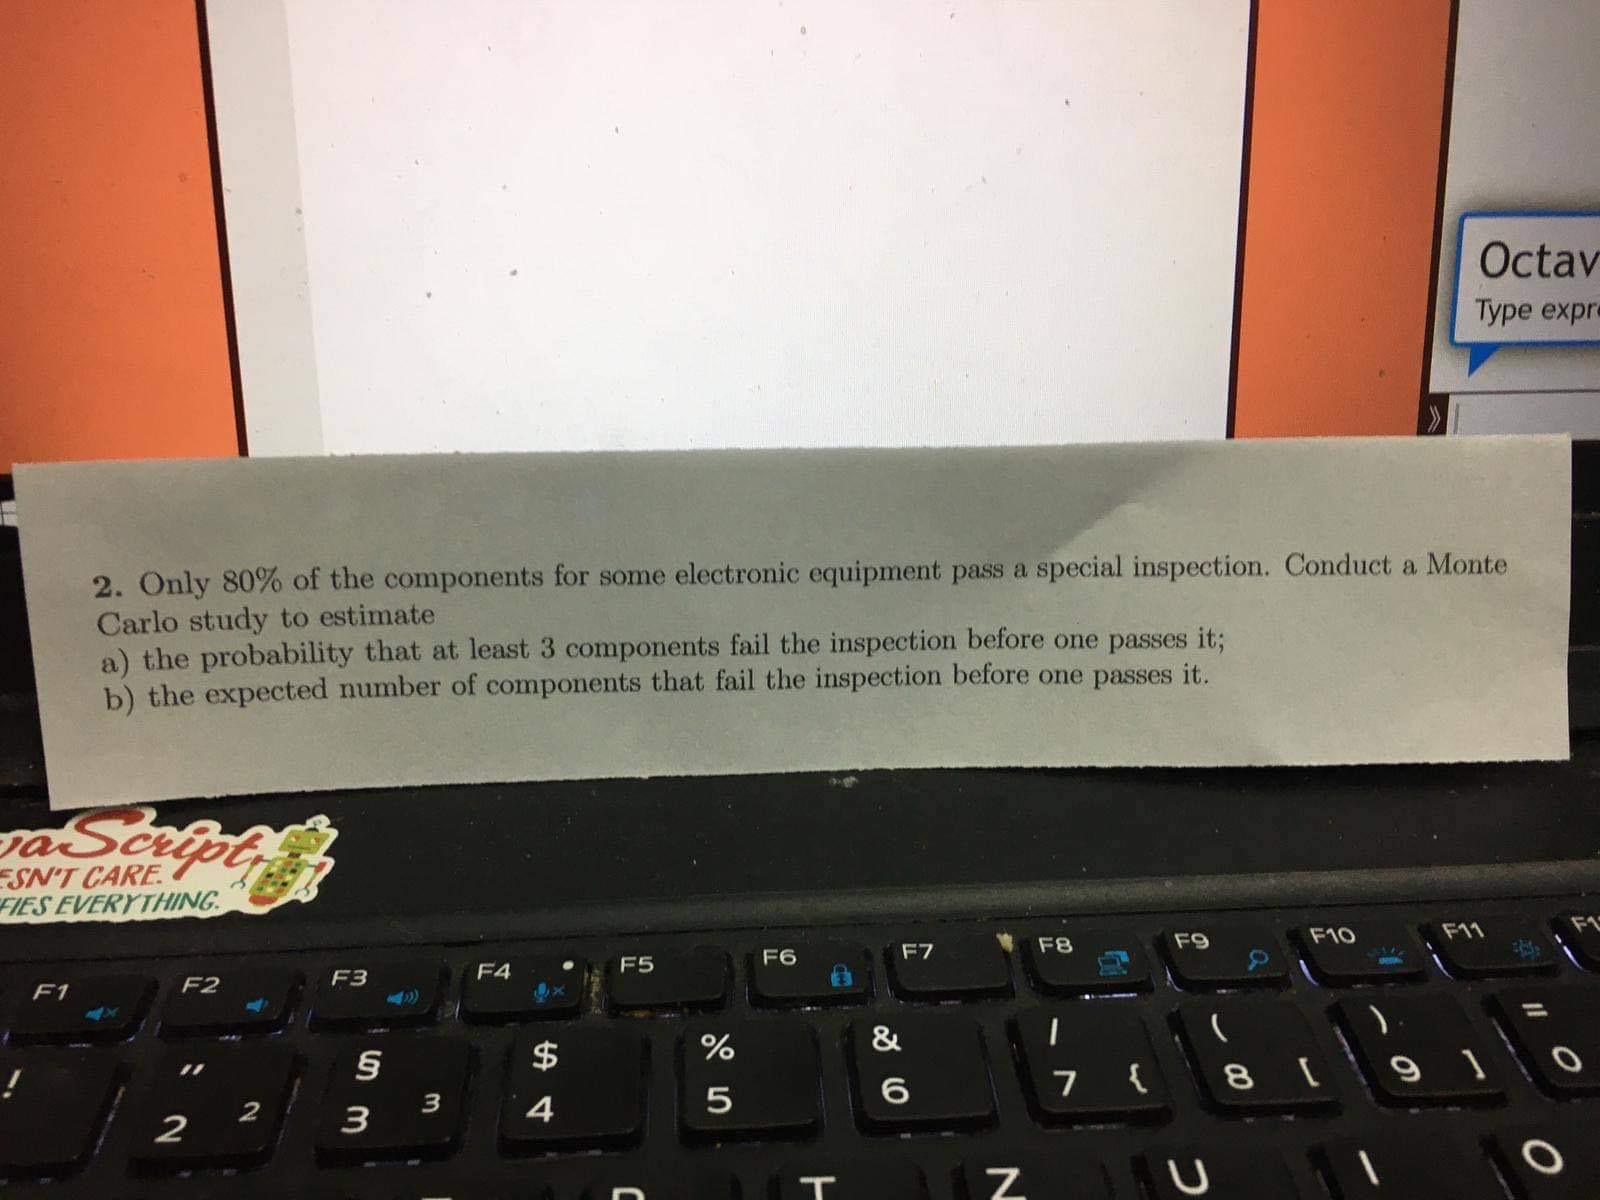 Octav
Type expr
2. Only 80% of the components for some electronic equipment pass a special inspection. Conduct a Monte
Carlo study to estimate
a) the probability that at least 3 components fail the inspection before one passes it;
b) the expected number of components that fail the inspection before one passes it.
vaScript
ESN'T CARE.
FIES EVERYTHING.
F1 F2 F3 F4 F5 F6 F7 F8 F9 F10 F11 F1
! " § $ % & / ( ) =
2 2 3 3 4 5 6 7 { 8 [ 9 ] 0
T Z U I O